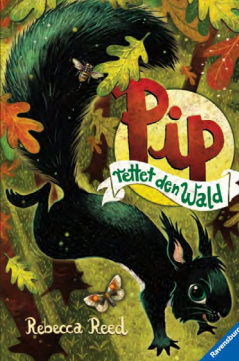 Pip
rettet den Wald
Rebecca Reed
Ravensburger